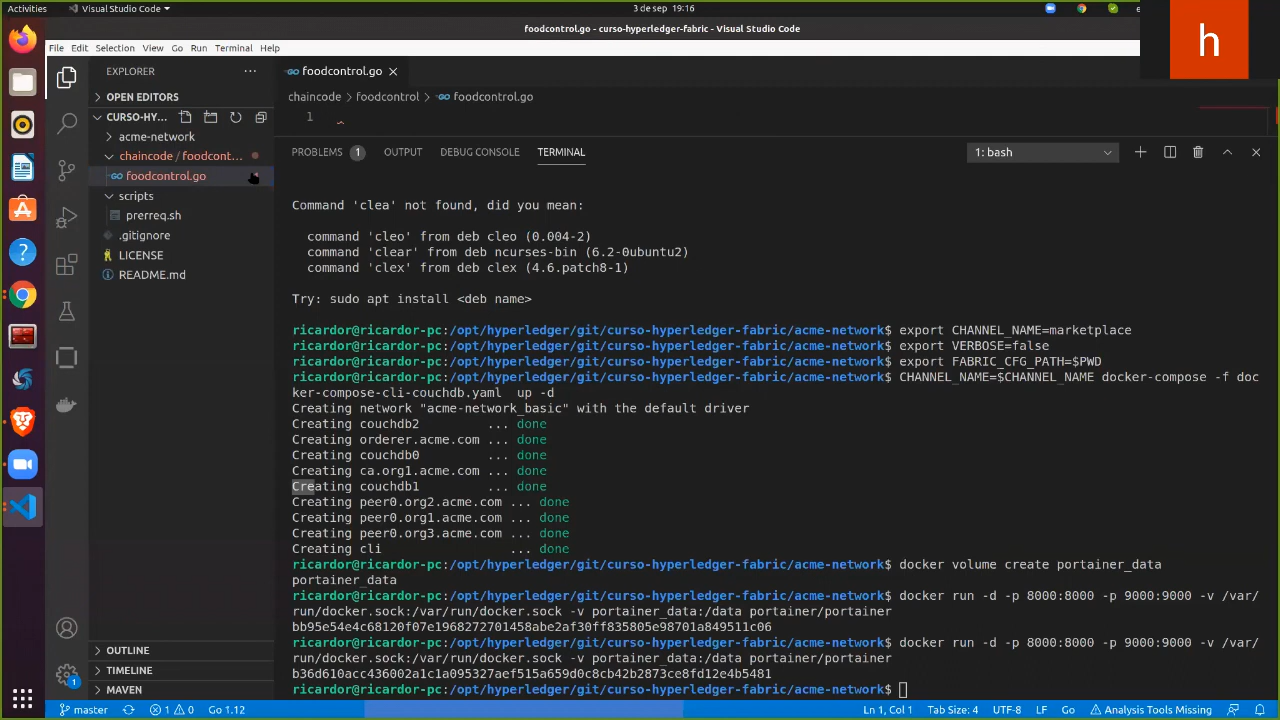 Activities
Visual Studio Code
3 de sep 19:16
foodcontrol.go - curso-hyperledger-fabric - Visual Studio Code
h
File Edit Selection View Go Run Terminal Help
EXPLORER
OPEN EDITORS
CURSO-HY...
acme-network
chaincode / foodcont...
foodcontrol.go
scripts
prerreq.sh
.gitignore
LICENSE
README.md
OUTLINE
TIMELINE
MAVEN
foodcontrol.go
chaincode > foodcontrol > foodcontrol.go
1
PROBLEMS 1 OUTPUT DEBUG CONSOLE TERMINAL 1: bash
Command 'clea' not found, did you mean:
command 'cleo' from deb cleo (0.004-2)
command 'clear' from deb ncurses-bin (6.2-0ubuntu2)
command 'clex' from deb clex (4.6.patch8-1)
Try: sudo apt install <deb name>
ricardor@ricardor-pc:/opt/hyperledger/git/curso-hyperledger-fabric/acme-network$ export CHANNEL_NAME=marketplace
ricardor@ricardor-pc:/opt/hyperledger/git/curso-hyperledger-fabric/acme-network$ export VERBOSE=false
ricardor@ricardor-pc:/opt/hyperledger/git/curso-hyperledger-fabric/acme-network$ export FABRIC_CFG_PATH=$PWD
ricardor@ricardor-pc:/opt/hyperledger/git/curso-hyperledger-fabric/acme-network$ CHANNEL_NAME=$CHANNEL_NAME docker-compose -f doc
ker-compose-cli-couchdb.yaml up -d
Creating network "acme-network_basic" with the default driver
Creating couchdb2 ... done
Creating orderer.acme.com ... done
Creating couchdb0 ... done
Creating ca.org1.acme.com ... done
Creating couchdb1 ... done
Creating peer0.org2.acme.com ... done
Creating peer0.org1.acme.com ... done
Creating peer0.org3.acme.com ... done
Creating cli ... done
ricardor@ricardor-pc:/opt/hyperledger/git/curso-hyperledger-fabric/acme-network$ docker volume create portainer_data
portainer_data
ricardor@ricardor-pc:/opt/hyperledger/git/curso-hyperledger-fabric/acme-network$ docker run -d -p 8000:8000 -p 9000:9000 -v /var/
run/docker.sock:/var/run/docker.sock -v portainer_data:/data portainer/portainer
bb95e54e4c68120f07e1968272701458abe2af30ff835805e98701a849511c06
ricardor@ricardor-pc:/opt/hyperledger/git/curso-hyperledger-fabric/acme-network$ docker run -d -p 8000:8000 -p 9000:9000 -v /var/
run/docker.sock:/var/run/docker.sock -v portainer_data:/data portainer/portainer
b36d610acc436002a1c1a095327aef515a659d0c8cb42b2873ce8fd12e4b5481
ricardor@ricardor-pc:/opt/hyperledger/git/curso-hyperledger-fabric/acme-network$
1
master 1 0 Go 1.12 Ln 1, Col 1 Tab Size: 4 UTF-8 LF Go Analysis Tools Missing